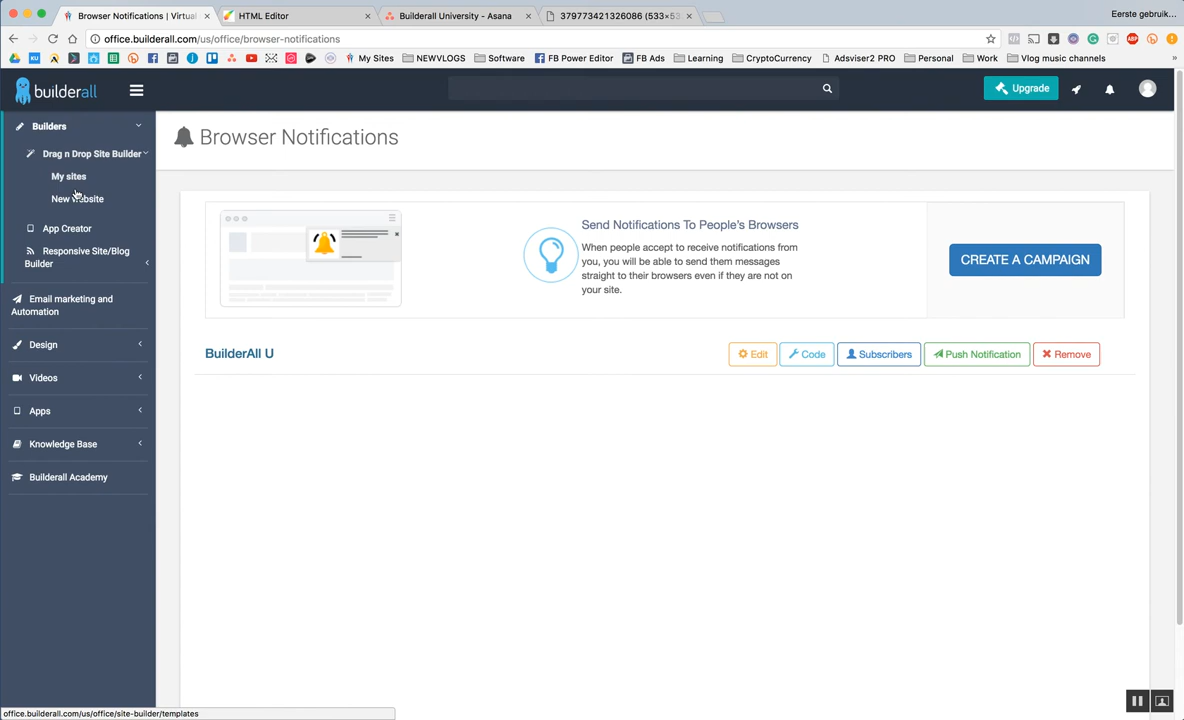 Browser Notifications | Virtual
HTML Editor
Builderall University - Asana
379773421326086 (533×53
Eerste gebruik...
office.builderall.com/us/office/browser-notifications
My Sites
NEWVLOGS
Software
FB Power Editor
FB Ads
Learning
CryptoCurrency
Adsviser2 PRO
Personal
Work
Vlog music channels
builderall
Upgrade
Builders
Drag n Drop Site Builder
My sites
New website
App Creator
Responsive Site/Blog
Builder
Email marketing and
Automation
Design
Videos
Apps
Knowledge Base
Builderall Academy
Browser Notifications
Send Notifications To People's Browsers
When people accept to receive notifications from
you, you will be able to send them messages
straight to their browsers even if they are not on
your site.
CREATE A CAMPAIGN
BuilderAll U
Edit
Code
Subscribers
Push Notification
Remove
office.builderall.com/us/office/site-builder/templates